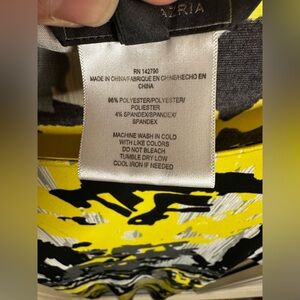 AZRIA
RN 142790
MADE IN CHINA/FABRIQUE EN CHINE/HECHO EN
CHINA
96% POLYESTER/POLYESTER/
POLIESTER
4% SPANDEX/SPANDEX/
SPANDEX
MACHINE WASH IN COLD
WITH LIKE COLORS
DO NOT BLEACH
TUMBLE DRY LOW
COOL IRON IF NEEDED